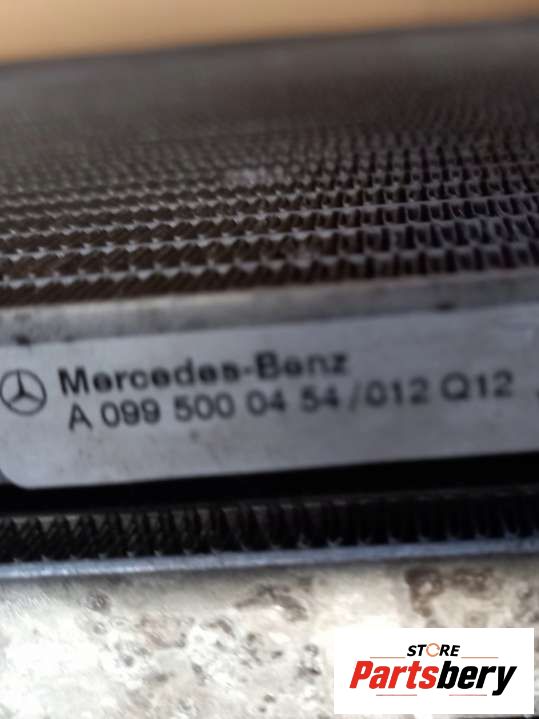 Mercedes-Benz
A 099 500 04 54/012 Q12
STORE
Partsbery